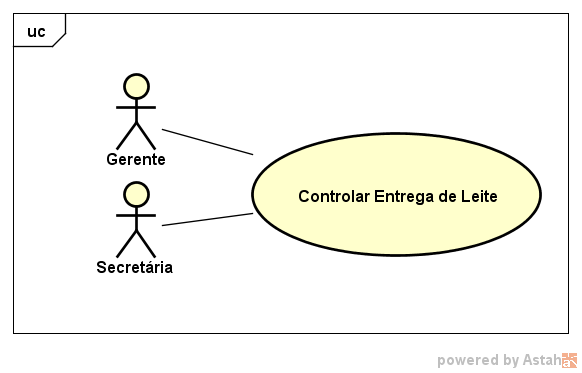 uc
Gerente
Controlar Entrega de Leite
Secretária
powered by Astah